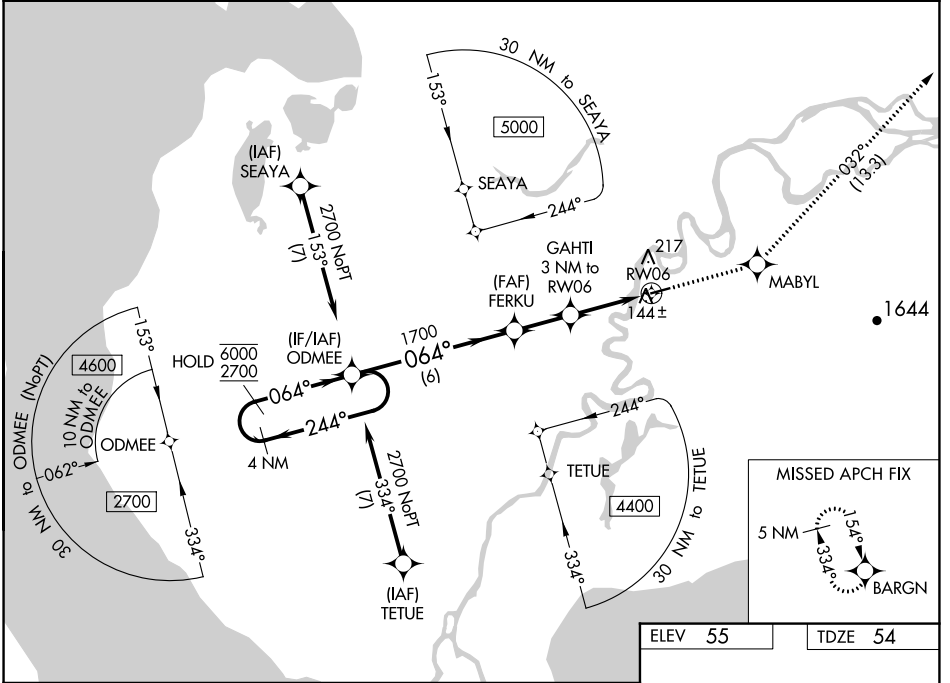 30 NM to SEAYA
153°
5000
SEAYA
244°
(IAF)
SEAYA
2700 NoPT
153°
(7)
032°
(13.3)
217
GAHTI
3 NM to
RW06
RW06
144±
MABYL
1644
(FAF)
FERKU
(IF/IAF)
ODMEE
1700
064°
(6)
HOLD
6000
2700
064°
244°
4 NM
30 NM to ODMEE (NoPT)
153°
4600
10 NM to
ODMEE
ODMEE
062°
2700
334°
2700 NoPT
334°
(7)
(IAF)
TETUE
244°
TETUE
4400
334°
30 NM to TETUE
MISSED APCH FIX
5 NM
154°
334°
BARGN
ELEV 55
TDZE 54